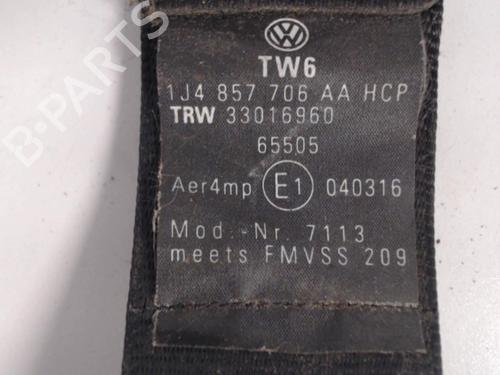 TW6
1J4 857 706 AA HCP
TRW 33016960
65505
Aer4mp E1 040316
Mod.-Nr. 7113
meets FMVSS 209
B-PARTS